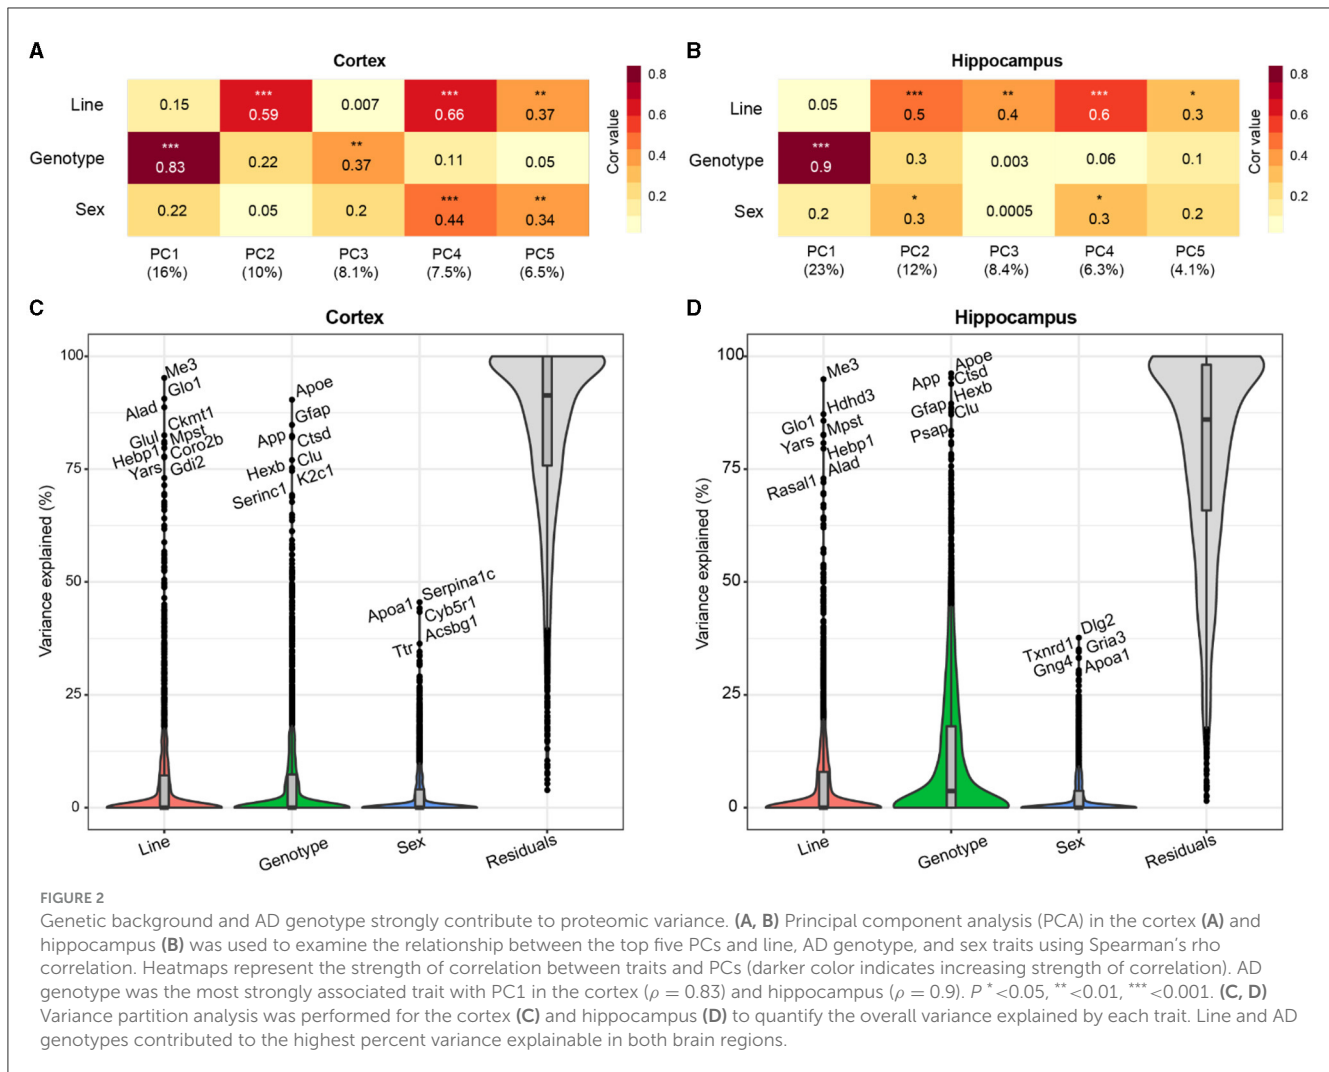 A
Cortex
Line
Genotype
Sex
0.15
***
0.59
0.007
***
0.66
**
0.37
***
0.83
0.22
**
0.37
0.11
0.05
0.22
0.05
0.2
***
0.44
**
0.34
PC1
(16%)
PC2
(10%)
PC3
(8.1%)
PC4
(7.5%)
PC5
(6.5%)
0.8
0.6
0.4
0.2
Cor value
B
Hippocampus
Line
Genotype
Sex
0.05
***
0.5
**
0.4
***
0.6
*
0.3
***
0.9
0.3
0.003
0.06
0.1
0.2
*
0.3
0.0005
*
0.3
0.2
PC1
(23%)
PC2
(12%)
PC3
(8.4%)
PC4
(6.3%)
PC5
(4.1%)
0.8
0.6
0.4
0.2
Cor value
C
Cortex
Variance explained (%)
100
75
50
25
0
Me3
Glo1
Alad
Ckmt1
Glul
Mpst
Hebp1
Coro2b
Yars
Gdi2
Apoe
Gfap
App
Ctsd
Clu
Hexb
K2c1
Serinc1
Serpina1c
Apoa1
Cyb5r1
Acsbg1
Ttr
Line
Genotype
Sex
Residuals
D
Hippocampus
Variance explained (%)
100
75
50
25
0
Me3
Hdhd3
Glo1
Mpst
Yars
Hebp1
Alad
Rasal1
Apoe
Ctsd
App
Hexb
Gfap
Clu
Psap
Dlg2
Txnrd1
Gria3
Gng4
Apoa1
Line
Genotype
Sex
Residuals
FIGURE 2
Genetic background and AD genotype strongly contribute to proteomic variance. (A, B) Principal component analysis (PCA) in the cortex (A) and
hippocampus (B) was used to examine the relationship between the top five PCs and line, AD genotype, and sex traits using Spearman's rho
correlation. Heatmaps represent the strength of correlation between traits and PCs (darker color indicates increasing strength of correlation). AD
genotype was the most strongly associated trait with PC1 in the cortex (ρ = 0.83) and hippocampus (ρ = 0.9). P *<0.05, **<0.01, ***<0.001. (C, D)
Variance partition analysis was performed for the cortex (C) and hippocampus (D) to quantify the overall variance explained by each trait. Line and AD
genotypes contributed to the highest percent variance explainable in both brain regions.